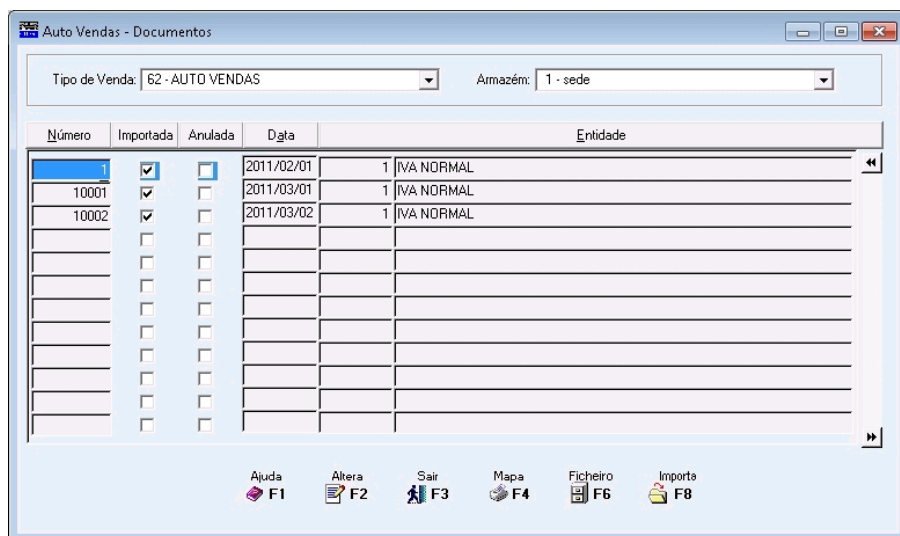 Auto Vendas - Documentos
Tipo de Venda: 62 - AUTO VENDAS Armazém: 1 - sede
Número Importada Anulada Data Entidade
1 2011/02/01 1 IVA NORMAL
10001 2011/03/01 1 IVA NORMAL
10002 2011/03/02 1 IVA NORMAL
Ajuda Altera Sair Mapa Ficheiro Importa
F1 F2 F3 F4 F6 F8